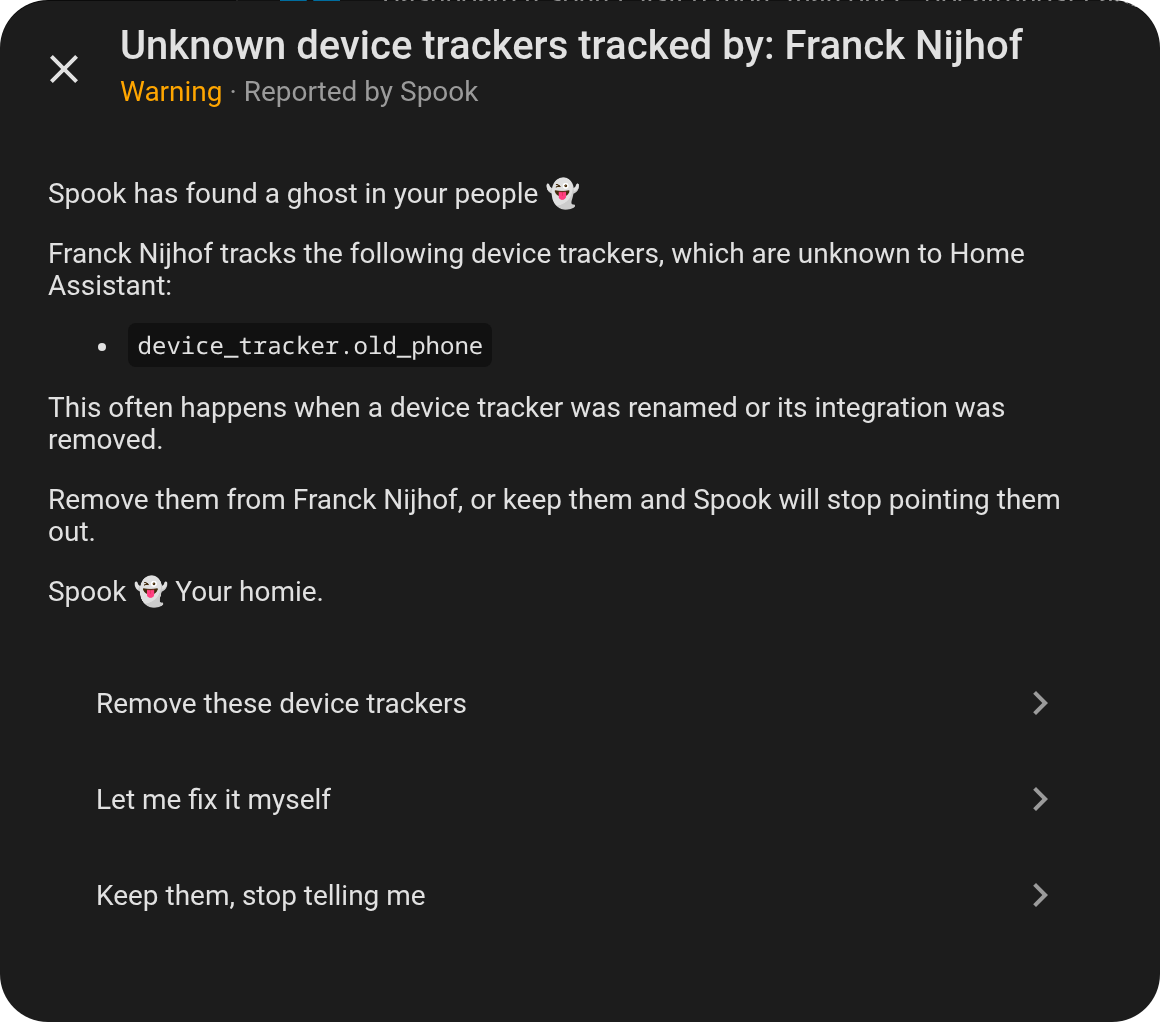 Unknown device trackers tracked by: Franck Nijhof
Warning · Reported by Spook
Spook has found a ghost in your people 👻
Franck Nijhof tracks the following device trackers, which are unknown to Home
Assistant:
• device_tracker.old_phone
This often happens when a device tracker was renamed or its integration was
removed.
Remove them from Franck Nijhof, or keep them and Spook will stop pointing them
out.
Spook 👻 Your homie.
Remove these device trackers
Let me fix it myself
Keep them, stop telling me